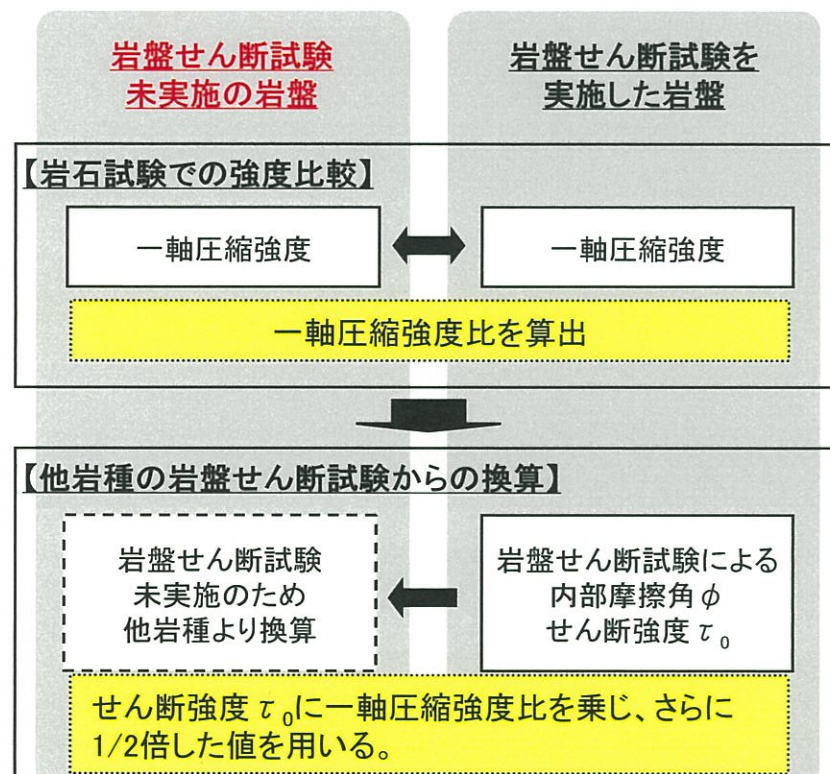 岩盤せん断試験
未実施の岩盤
岩盤せん断試験を
実施した岩盤
【岩石試験での強度比較】
一軸圧縮強度
一軸圧縮強度
一軸圧縮強度比を算出
【他岩種の岩盤せん断試験からの換算】
岩盤せん断試験
未実施のため
他岩種より換算
岩盤せん断試験による
内部摩擦角φ
せん断強度τ₀
せん断強度τ₀に一軸圧縮強度比を乗じ、さらに
1/2倍した値を用いる。